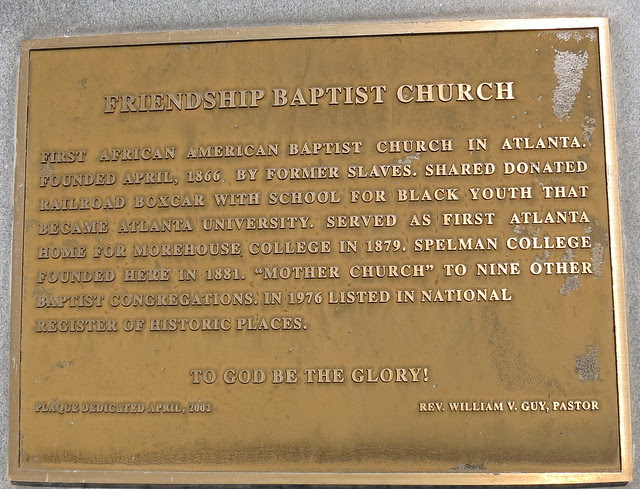 FRIENDSHIP BAPTIST CHURCH
FIRST AFRICAN AMERICAN BAPTIST CHURCH IN ATLANTA.
FOUNDED APRIL, 1866 BY FORMER SLAVES. SHARED DONATED
RAILROAD BOXCAR WITH SCHOOL FOR BLACK YOUTH THAT
BECAME ATLANTA UNIVERSITY. SERVED AS FIRST ATLANTA
HOME FOR MOREHOUSE COLLEGE IN 1879. SPELMAN COLLEGE
FOUNDED HERE IN 1881. “MOTHER CHURCH” TO NINE OTHER
BAPTIST CONGREGATIONS. IN 1976 LISTED IN NATIONAL
REGISTER OF HISTORIC PLACES.
TO GOD BE THE GLORY!
PLAQUE DEDICATED APRIL, 2002 REV. WILLIAM V. GUY, PASTOR